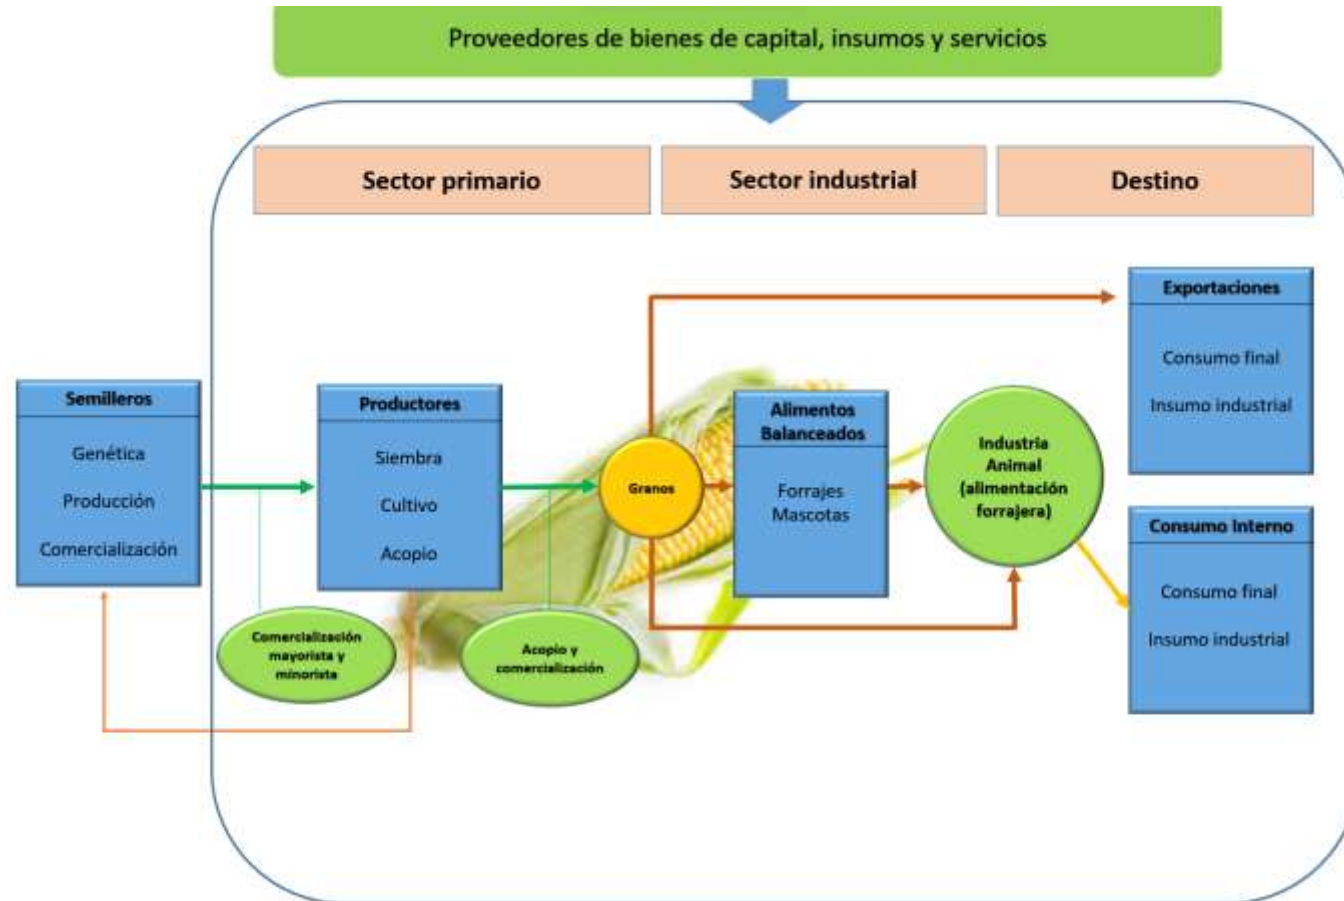 Proveedores de bienes de capital, insumos y servicios
Sector primario
Sector industrial
Destino
Semilleros
Genética
Producción
Comercialización
Comercialización
mayorista y
minorista
Productores
Siembra
Cultivo
Acopio
Acopio y
comercialización
Granos
Alimentos
Balanceados
Forrajes
Mascotas
Industria
Animal
(alimentación
forrajera)
Exportaciones
Consumo final
Insumo industrial
Consumo Interno
Consumo final
Insumo industrial